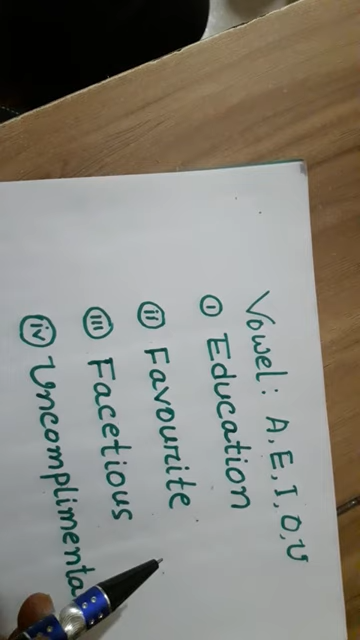 Vowel: A, E, I, O, U
(i) Education
(ii) Favourite
(iii) Facetious
(iv) Uncomplimenta